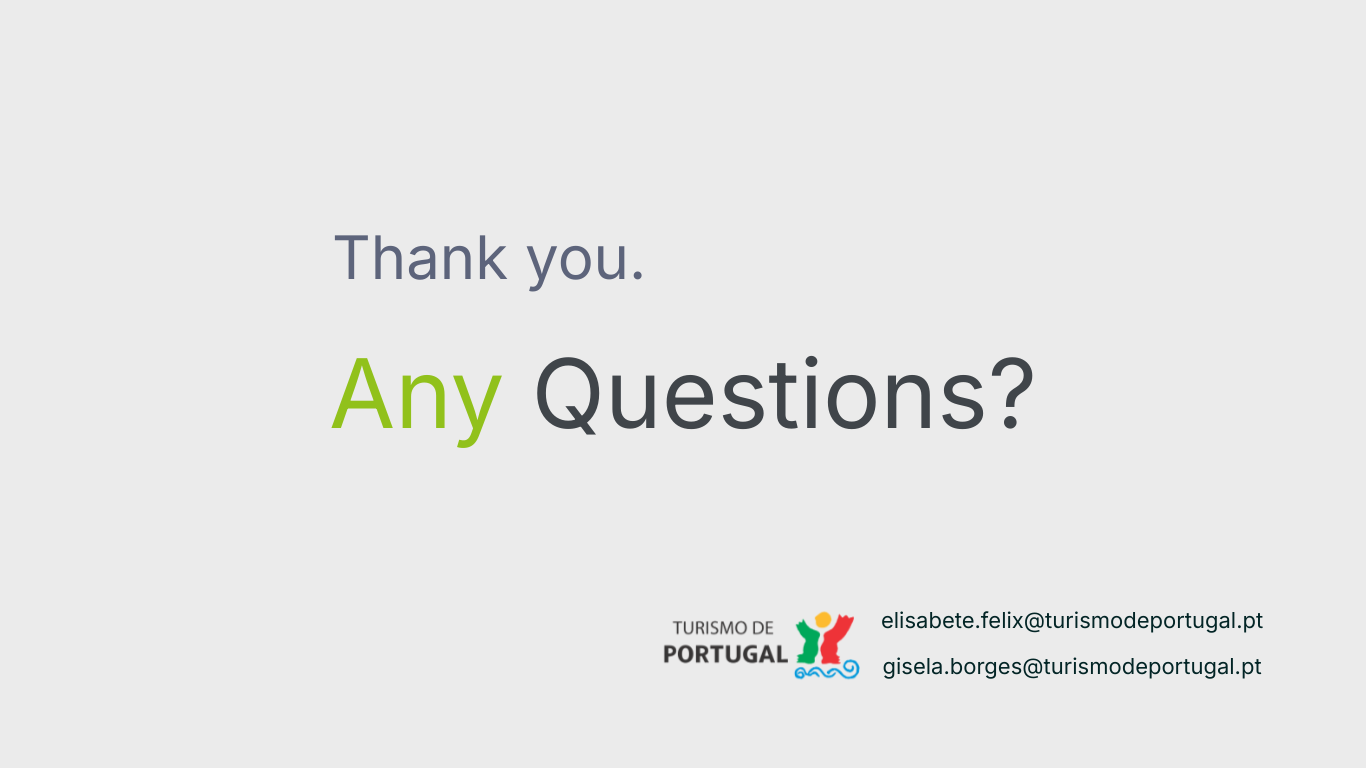 Thank you.
Any Questions?
TURISMO DE
PORTUGAL
elisabete.felix@turismodeportugal.pt
gisela.borges@turismodeportugal.pt